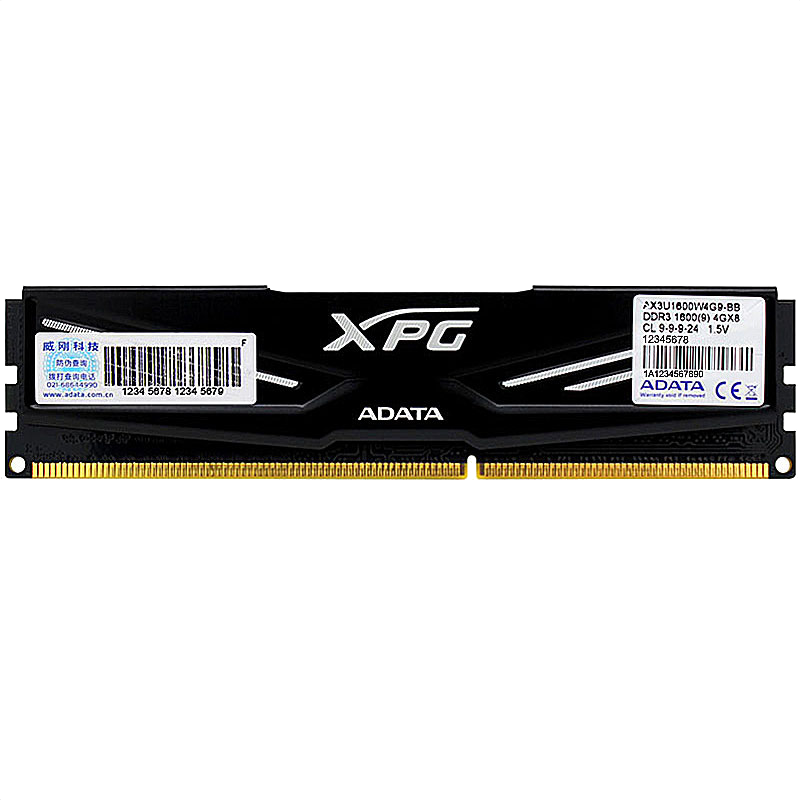 XPG
ADATA
威刚科技
防伪查询
拨打查询电话
021-66614990
www.adata.com.cn
F
1234 5678 1234 5679
AX3U1600W4G9-BB
DDR3 1600(9) 4GX8
CL 9-9-9-24 1.5V
12345678
1A1234567890
ADATA
Warranty void if removed
CE